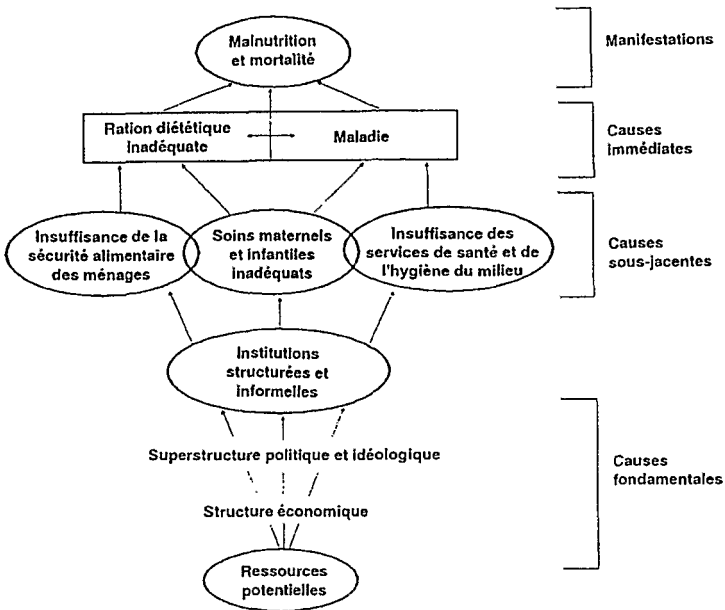 Malnutrition
et mortalité
Manifestations
Ration diététique
inadéquate
Maladie
Causes
immédiates
Insuffisance de la
sécurité alimentaire
des ménages
Soins maternels
et infantiles
inadéquats
Insuffisance des
services de santé et de
l'hygiène du milieu
Causes
sous-jacentes
Institutions
structurées et
informelles
Superstructure politique et idéologique
Structure économique
Causes
fondamentales
Ressources
potentielles